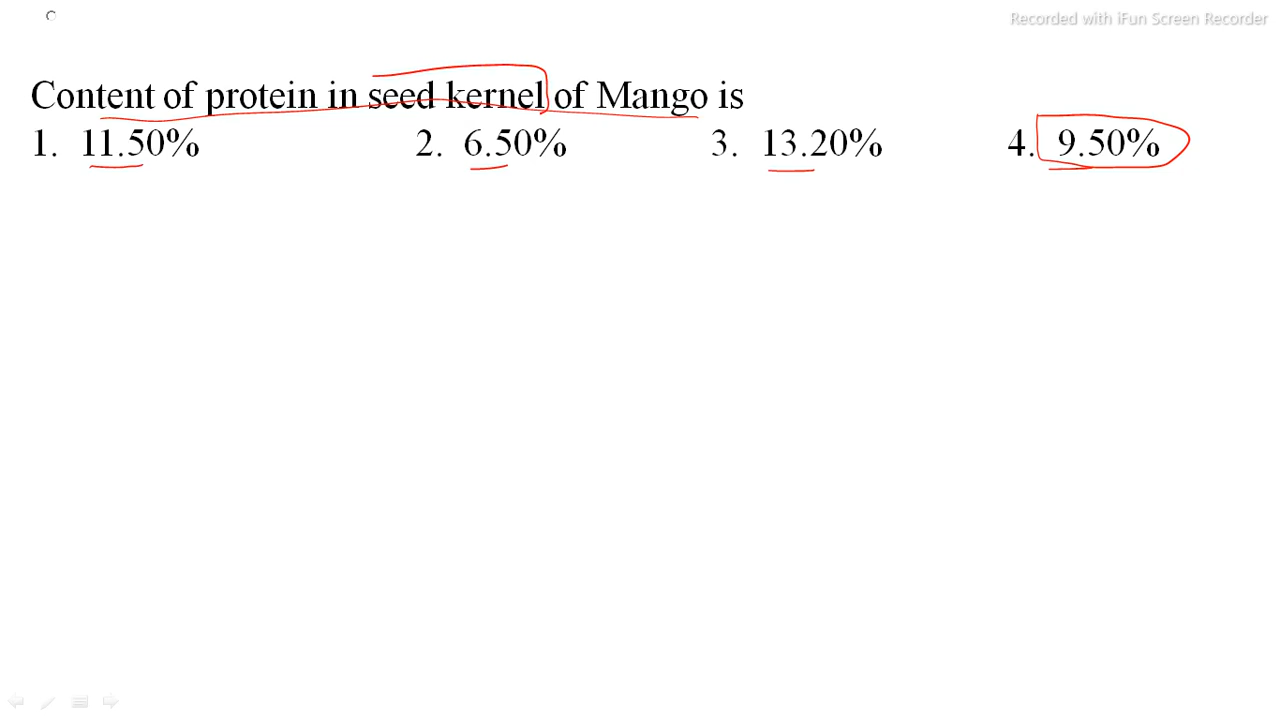 Recorded with iFun Screen Recorder
Content of protein in seed kernel of Mango is
1. 11.50% 2. 6.50% 3. 13.20% 4. 9.50%